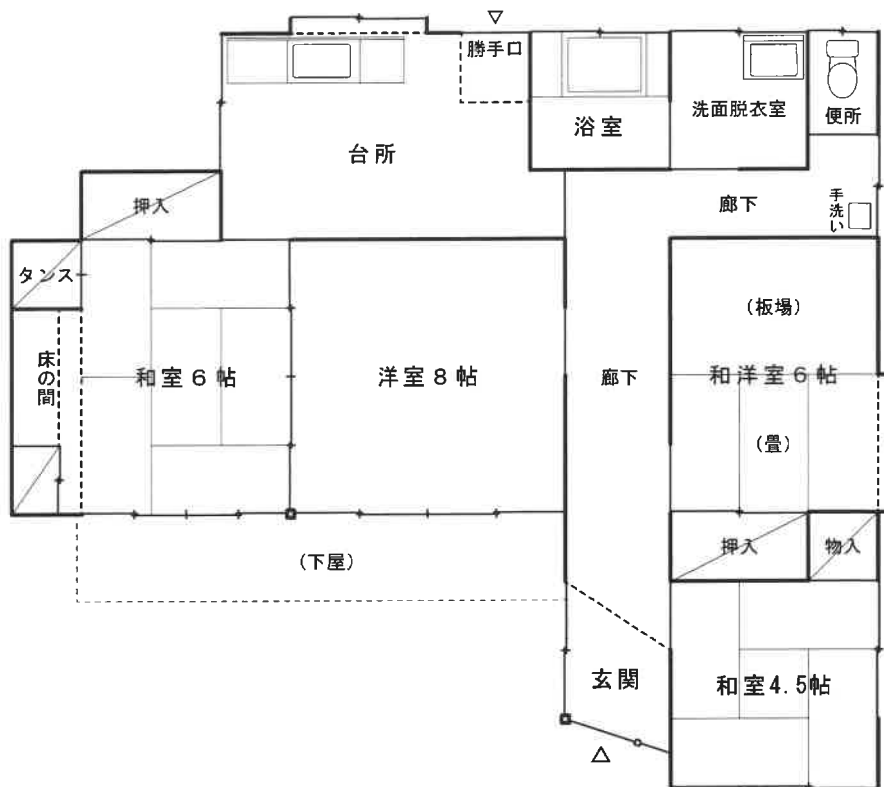 勝手口
浴室
洗面脱衣室
便所
台所
押入
廊下
手洗い
タンス
(板場)
床の間
和室6帖
洋室8帖
廊下
和洋室6帖
(畳)
(下屋)
押入
物入
玄関
和室4.5帖